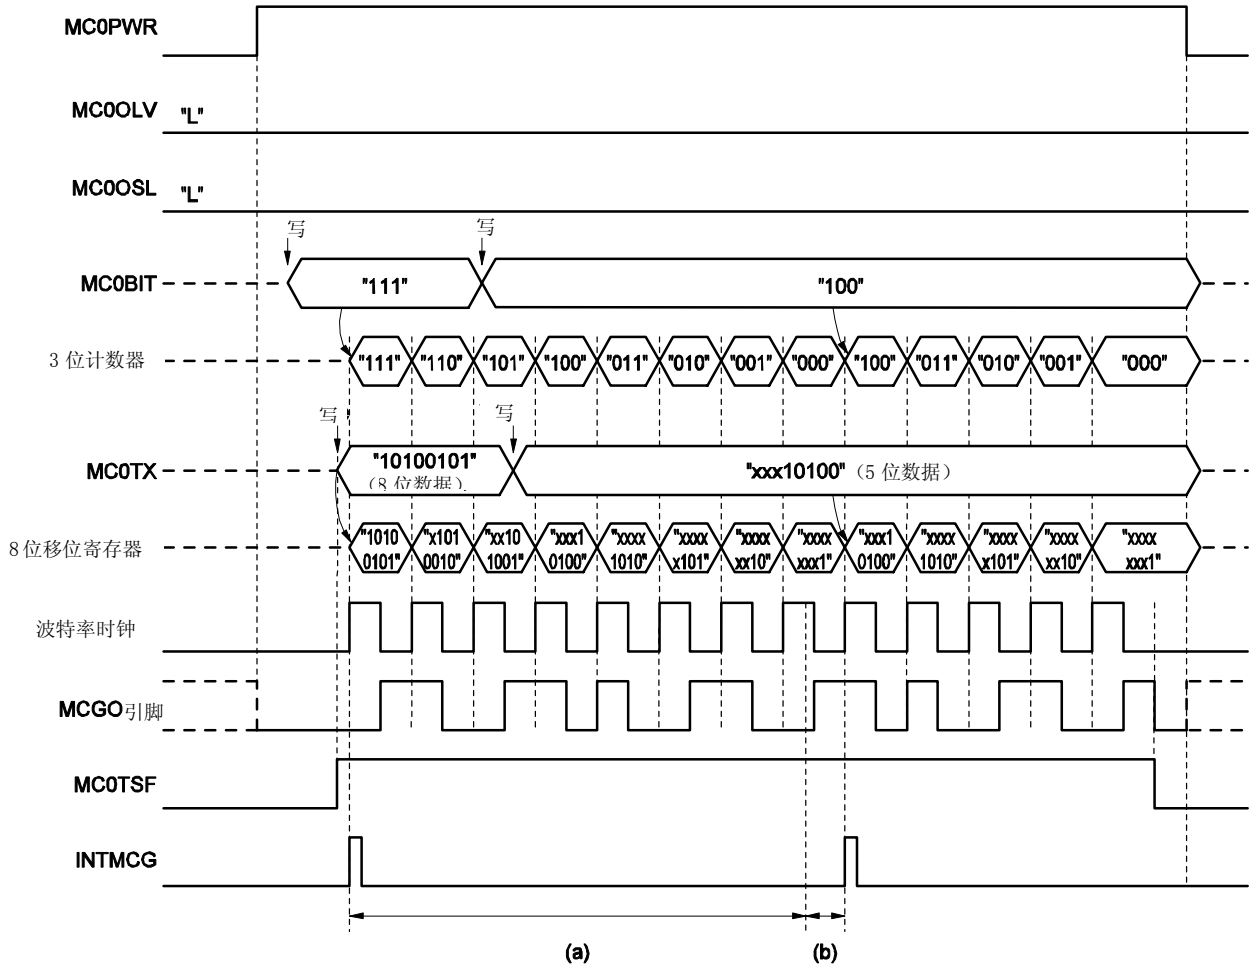 MC0PWR
MC0OLV "L"
MC0OSL "L"
写 写
MC0BIT "111" "100"
3 位计数器 "111" "110" "101" "100" "011" "010" "001" "000" "100" "011" "010" "001" "000"
写 写
MC0TX "10100101" "xxx10100"（5 位数据）
（8 位数据）
"1010 "x101 "xx10 "xxx1 "xxxx "xxxx "xxxx "xxxx "xxx1 "xxxx "xxxx "xxxx "xxxx
8位移位寄存器
0101" 0010" 1001" 0100" 1010" x101" xx10" xxx1" 0100" 1010" x101" xx10" xxx1"
波特率时钟
MCGO引脚
MC0TSF
INTMCG
(a) (b)